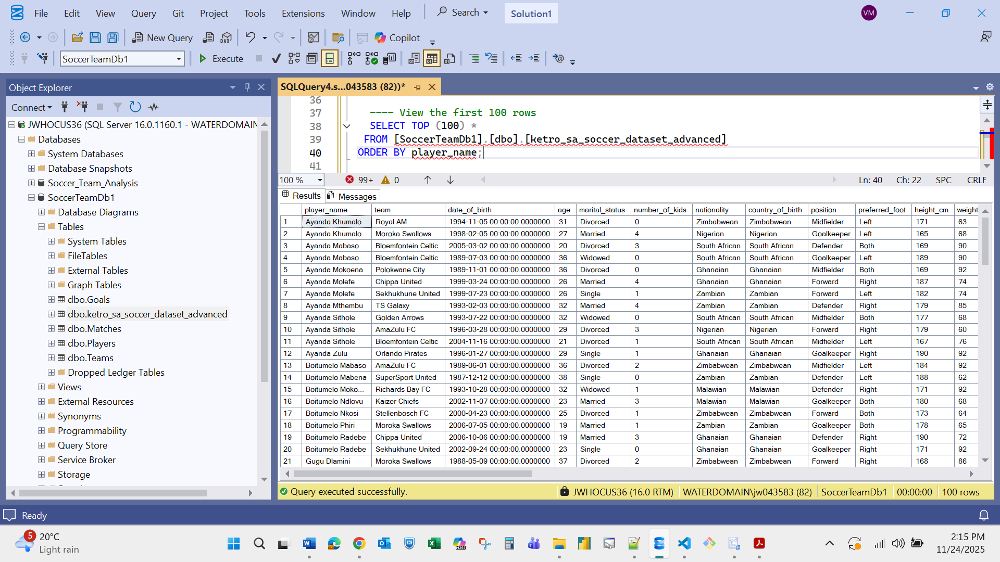 File Edit View Query Git Project Tools Extensions Window Help Search Solution1 VM
New Query DAX Copilot
SoccerTeamDb1 Execute
Object Explorer
Connect
JWHOCUS36 (SQL Server 16.0.1160.1 - WATERDOMAIN
Databases
System Databases
Database Snapshots
Soccer_Team_Analysis
SoccerTeamDb1
Database Diagrams
Tables
System Tables
FileTables
External Tables
Graph Tables
dbo.Goals
dbo.ketro_sa_soccer_dataset_advanced
dbo.Matches
dbo.Players
dbo.Teams
Dropped Ledger Tables
Views
External Resources
Synonyms
Programmability
Query Store
Service Broker
Storage
SQLQuery4.s...043583 (82))*
36
37 ---- View the first 100 rows
38 SELECT TOP (100) *
39 FROM [SoccerTeamDb1].[dbo].[ketro_sa_soccer_dataset_advanced]
40 ORDER BY player_name;
41
100 % 99+ 0 Ln: 40 Ch: 22 SPC CRLF
Results Messages
player_name team date_of_birth age marital_status number_of_kids nationality country_of_birth position preferred_foot height_cm weight
1 Ayanda Khumalo Royal AM 1994-11-05 00:00:00.0000000 31 Divorced 0 Zimbabwean Zimbabwean Midfielder Left 171 63
2 Ayanda Khumalo Moroka Swallows 1998-02-05 00:00:00.0000000 27 Married 4 Nigerian Nigerian Goalkeeper Left 165 68
3 Ayanda Mabaso Bloemfontein Celtic 2005-03-02 00:00:00.0000000 20 Divorced 3 South African South African Defender Both 169 90
4 Ayanda Mabaso Bloemfontein Celtic 1989-07-03 00:00:00.0000000 36 Widowed 0 South African South African Goalkeeper Left 189 90
5 Ayanda Mokoena Polokwane City 1989-11-01 00:00:00.0000000 36 Divorced 0 Ghanaian Ghanaian Midfielder Both 169 92
6 Ayanda Molefe Chippa United 1999-03-24 00:00:00.0000000 26 Married 4 Ghanaian Ghanaian Forward Right 187 74
7 Ayanda Molefe Sekhukhune United 1999-07-23 00:00:00.0000000 26 Single 1 Zambian Zambian Forward Left 182 74
8 Ayanda Mthembu TS Galaxy 1993-02-03 00:00:00.0000000 32 Married 4 Zambian Zambian Defender Right 179 85
9 Ayanda Sithole Golden Arrows 1993-07-22 00:00:00.0000000 32 Widowed 0 South African South African Midfielder Both 177 68
10 Ayanda Sithole AmaZulu FC 1996-03-28 00:00:00.0000000 29 Divorced 3 Nigerian Nigerian Forward Right 179 60
11 Ayanda Sithole Bloemfontein Celtic 2004-11-16 00:00:00.0000000 21 Divorced 1 South African South African Midfielder Left 167 76
12 Ayanda Zulu Orlando Pirates 1996-01-27 00:00:00.0000000 29 Single 1 Ghanaian Ghanaian Goalkeeper Right 190 92
13 Boitumelo Mabaso AmaZulu FC 1989-06-01 00:00:00.0000000 36 Divorced 2 Zimbabwean Zimbabwean Midfielder Left 184 92
14 Boitumelo Mabena SuperSport United 1987-12-12 00:00:00.0000000 38 Single 0 Zambian Zambian Defender Left 188 62
15 Boitumelo Moko... Richards Bay FC 1993-10-28 00:00:00.0000000 32 Widowed 1 Malawian Malawian Defender Right 171 92
16 Boitumelo Ndlovu Kaizer Chiefs 2002-11-07 00:00:00.0000000 23 Married 3 Malawian Malawian Goalkeeper Both 180 68
17 Boitumelo Nkosi Stellenbosch FC 2000-04-23 00:00:00.0000000 25 Divorced 1 Zimbabwean Zimbabwean Forward Both 173 64
18 Boitumelo Phiri Moroka Swallows 2006-07-05 00:00:00.0000000 19 Married 1 Zambian Zambian Goalkeeper Both 178 65
19 Boitumelo Radebe Chippa United 2006-10-06 00:00:00.0000000 19 Married 3 Ghanaian Ghanaian Defender Right 190 72
20 Boitumelo Radebe Sekhukhune United 2002-09-24 00:00:00.0000000 23 Single 0 Ghanaian Ghanaian Goalkeeper Right 171 92
21 Gugu Dlamini Moroka Swallows 1988-05-09 00:00:00.0000000 37 Divorced 2 Zimbabwean Zimbabwean Forward Right 168 86
Query executed successfully. JWHOCUS36 (16.0 RTM) WATERDOMAIN\jw043583 (82) SoccerTeamDb1 00:00:00 100 rows
Ready
5 20°C
Light rain
2:15 PM
11/24/2025